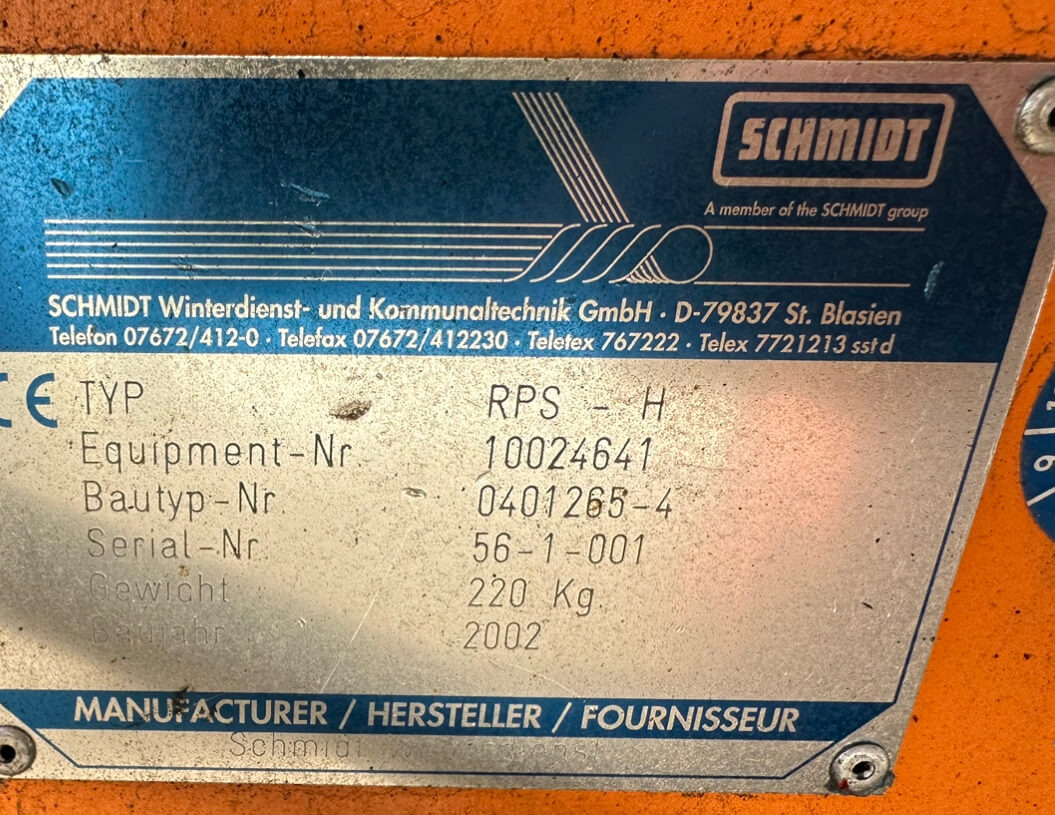 SCHMIDT
A member of the SCHMIDT group
SCHMIDT Winterdienst- und Kommunaltechnik GmbH · D-79837 St. Blasien
Telefon 07672/412-0 · Telefax 07672/412230 · Teletex 767222 · Telex 7721213 sst d
CE TYP RPS - H
Equipment-Nr. 10024641
Bautyp-Nr. 0401265-4
Serial-Nr. 56-1-001
Gewicht 220 Kg.
Baujahr 2002
MANUFACTURER / HERSTELLER / FOURNISSEUR
Schmidt